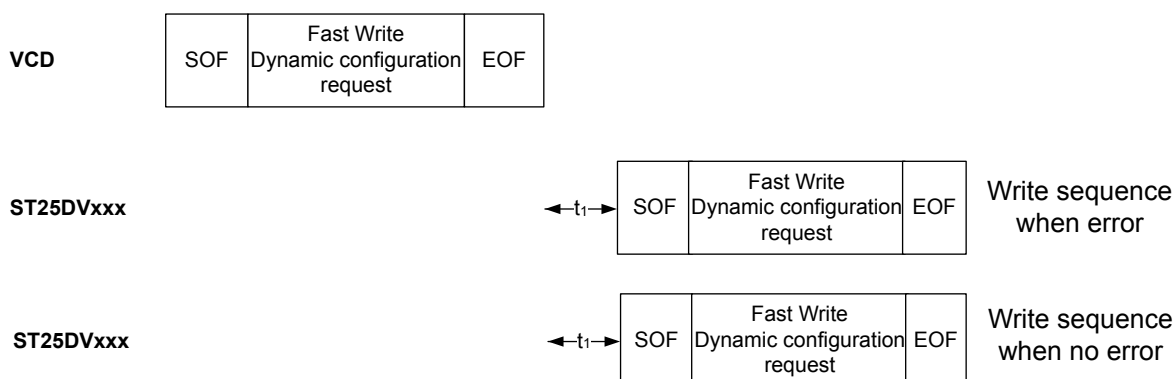 VCD
SOF
Fast Write
Dynamic configuration
request
EOF
ST25DVxxx
t1
SOF
Fast Write
Dynamic configuration
request
EOF
Write sequence
when error
ST25DVxxx
t1
SOF
Fast Write
Dynamic configuration
request
EOF
Write sequence
when no error